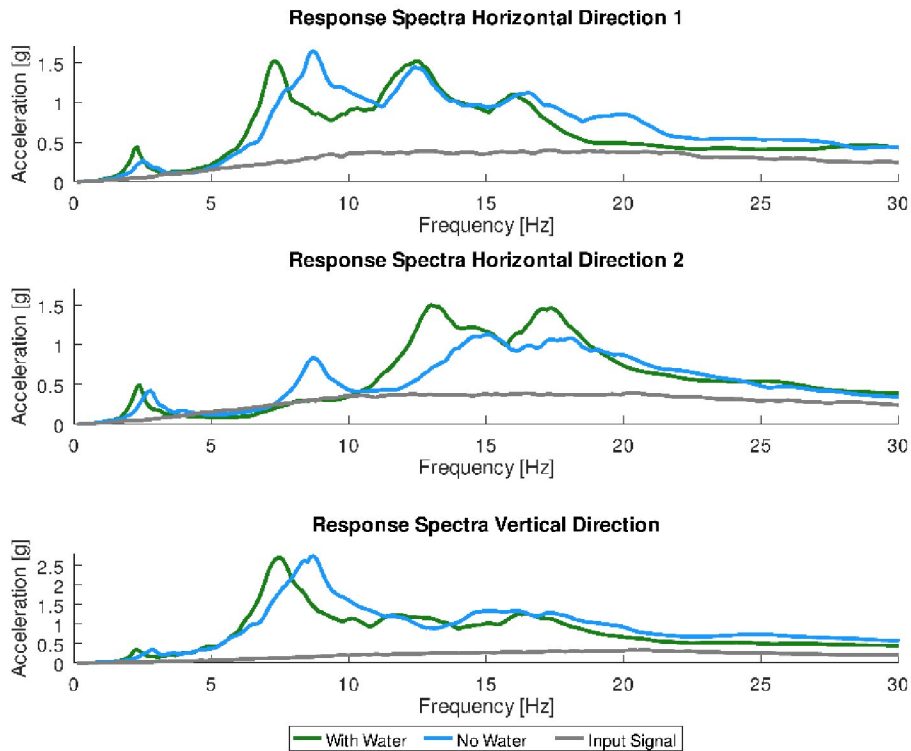 Response Spectra Horizontal Direction 1
Acceleration [g]
1.5
1
0.5
0
0 5 10 15 20 25 30
Frequency [Hz]
Response Spectra Horizontal Direction 2
Acceleration [g]
1.5
1
0.5
0
0 5 10 15 20 25 30
Frequency [Hz]
Response Spectra Vertical Direction
Acceleration [g]
2.5
2
1.5
1
0.5
0
0 5 10 15 20 25 30
Frequency [Hz]
With Water No Water Input Signal